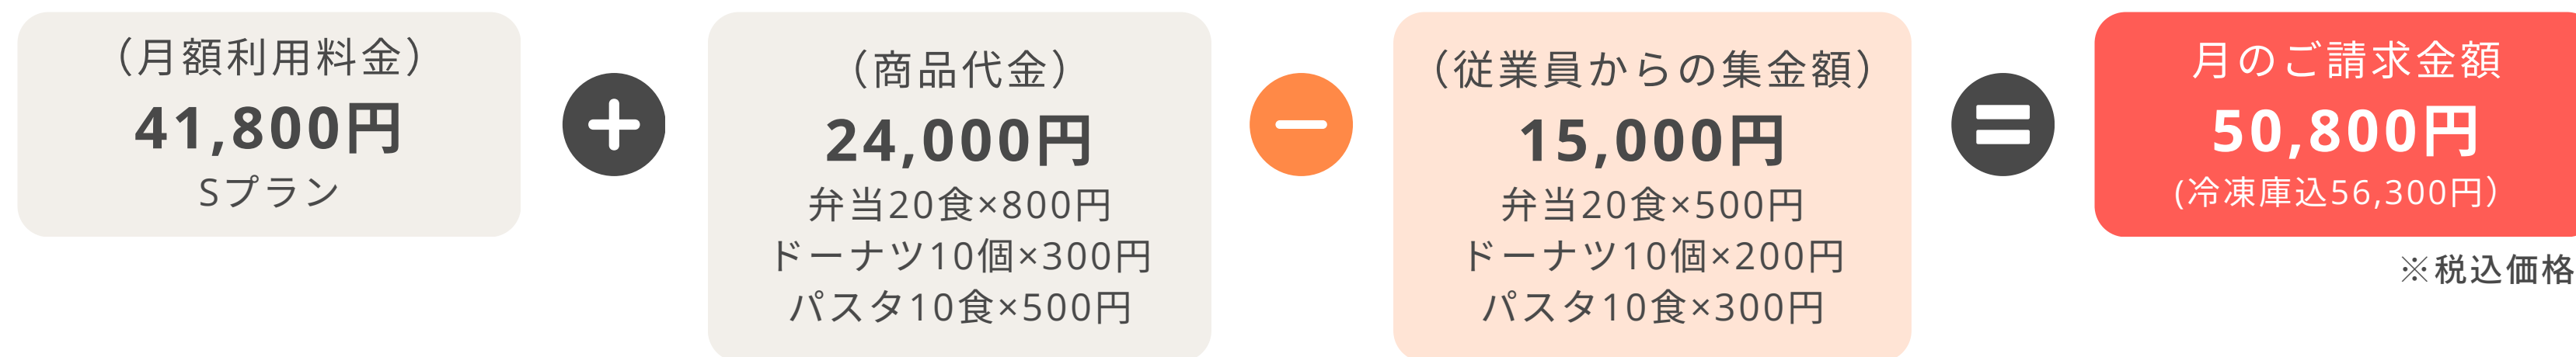 （月額利用料金）
41,800円
Sプラン
+
（商品代金）
24,000円
弁当20食×800円
ドーナツ10個×300円
パスタ10食×500円
−
（従業員からの集金額）
15,000円
弁当20食×500円
ドーナツ10個×200円
パスタ10食×300円
=
月のご請求金額
50,800円
(冷凍庫込56,300円）
※税込価格